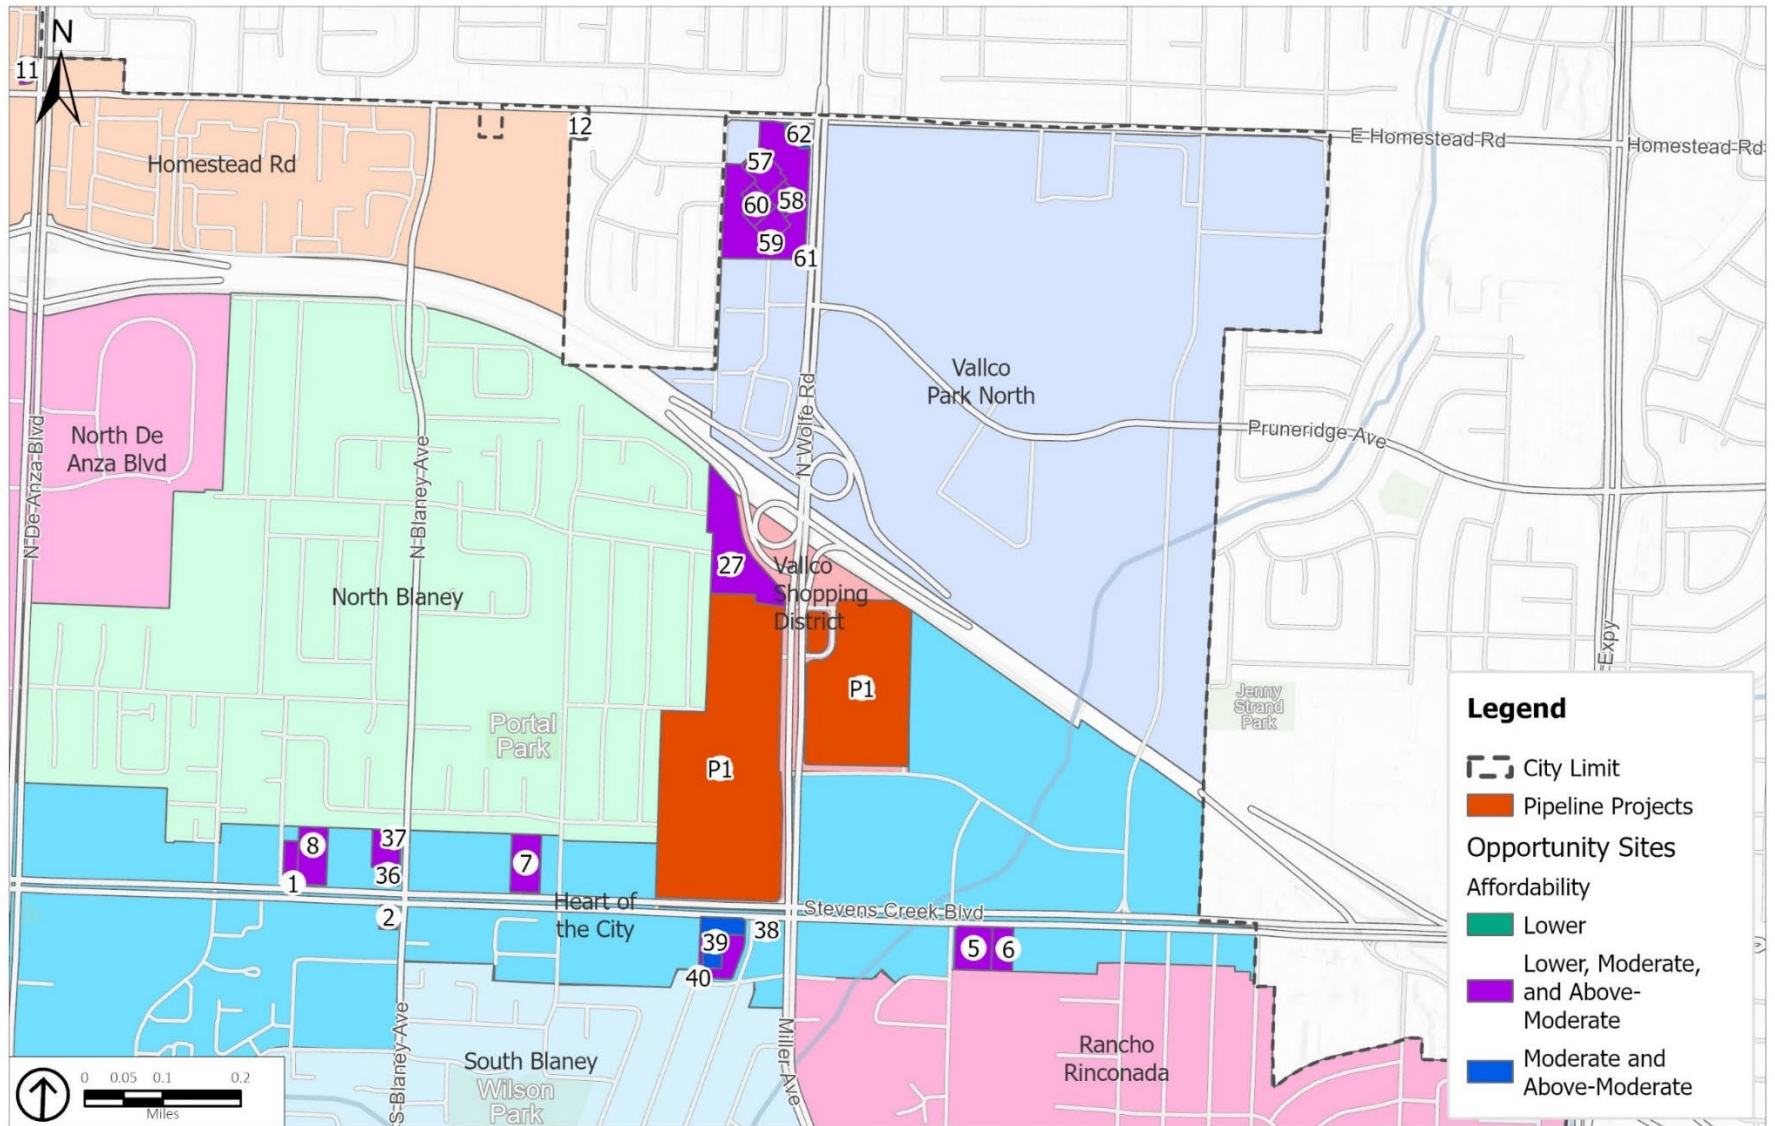 N
11
12
62
E Homestead Rd
Homestead Rd
Homestead Rd
57
58
60
59
61
Vallco
Park North
N Wolfe Rd
North De
Anza Blvd
N De Anza Blvd
N Blaney Ave
Pruneridge Ave
27
Vallco
Shopping
District
North Blaney
Expy
P1
P1
Portal
Park
Jenny
Strand
Park
8
37
7
1
36
2
Heart of
the City
Stevens Creek Blvd
38
39
40
5
6
Miller Ave
S Blaney Ave
South Blaney
Wilson
Park
Rancho
Rinconada
0 0.05 0.1 0.2
Miles
Legend
City Limit
Pipeline Projects
Opportunity Sites
Affordability
Lower
Lower, Moderate,
and Above-
Moderate
Moderate and
Above-Moderate